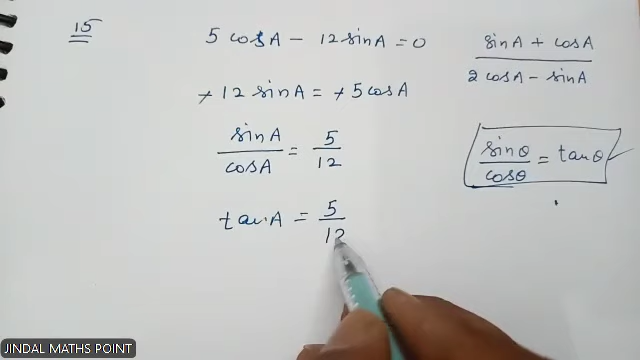 15
5 cosA - 12 sinA = 0
sinA + cosA
2 cosA - sinA
+12 sinA = +5 cosA
sinA/cosA = 5/12
sinθ/cosθ = tanθ
tanA = 5/12
JINDAL MATHS POINT